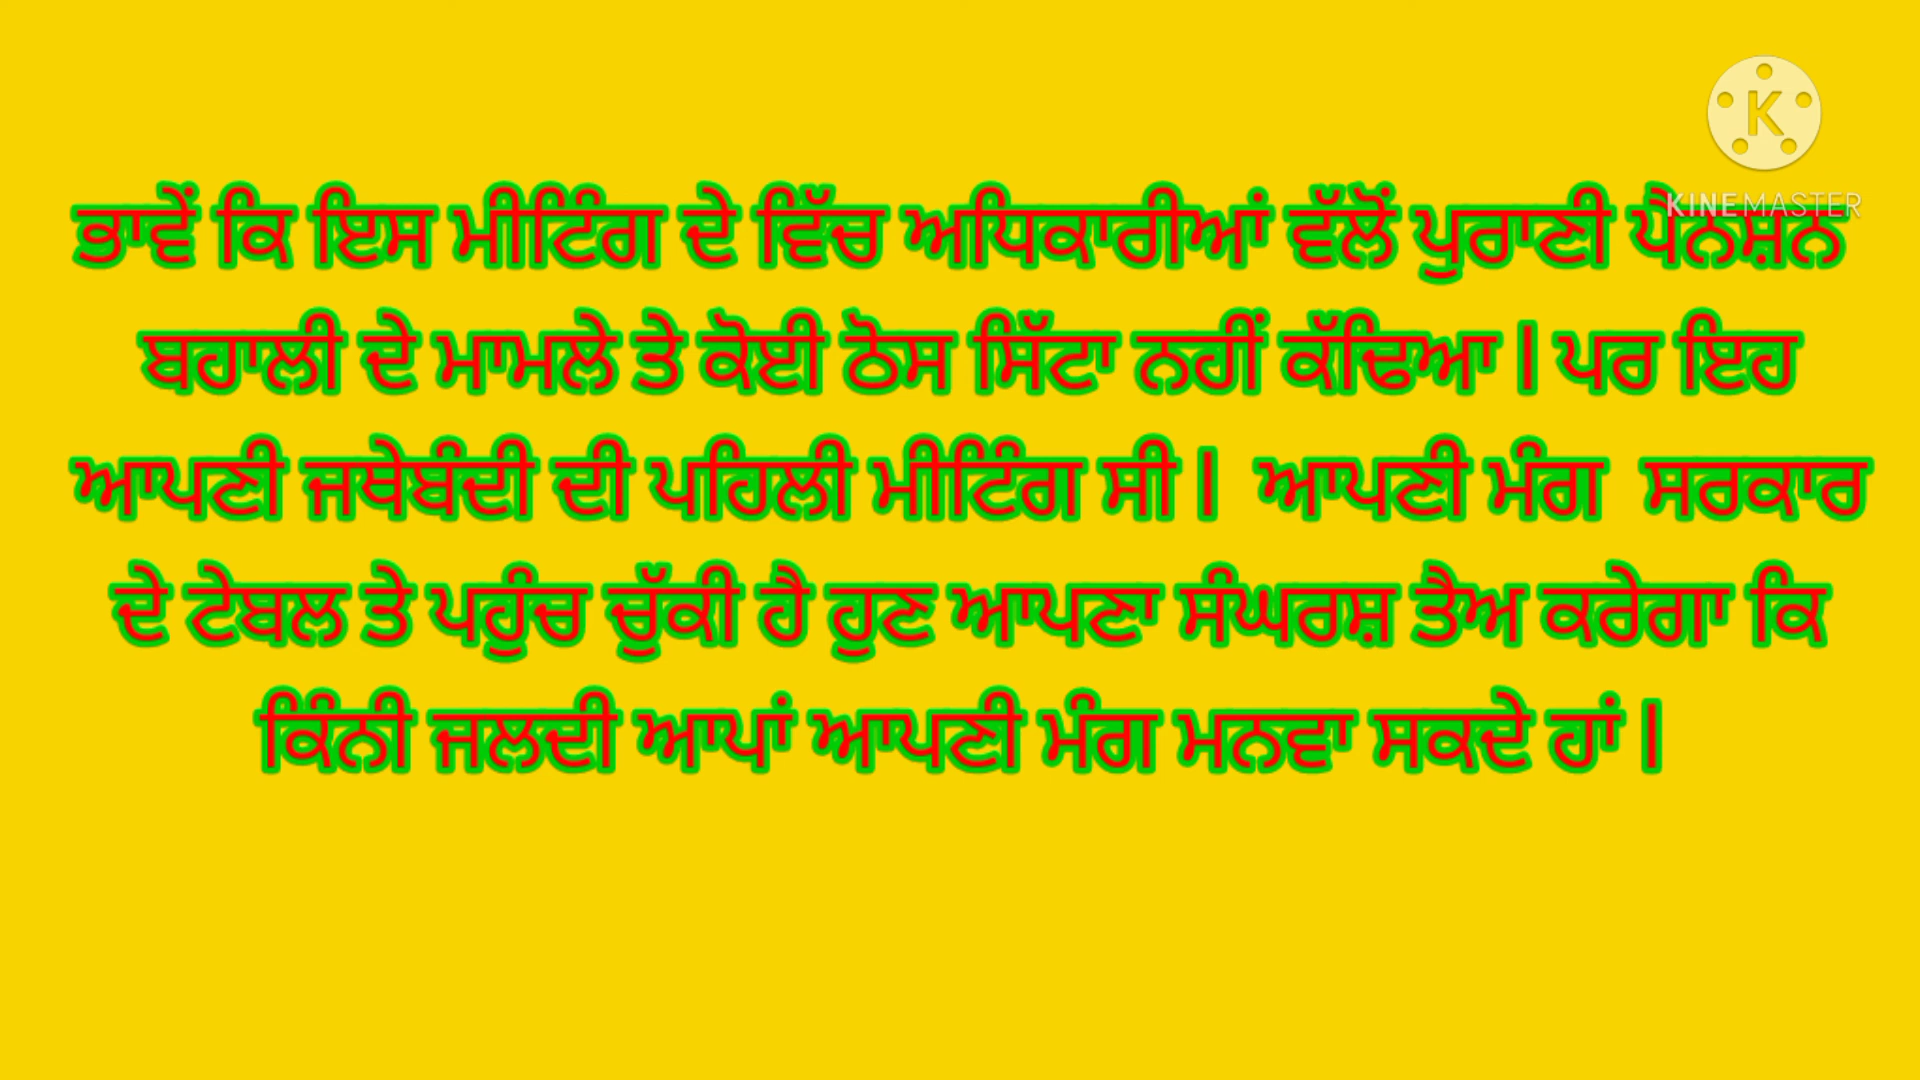 KINEMASTER
ਭਾਵੇਂ ਕਿ ਇਸ ਮੀਟਿੰਗ ਦੇ ਵਿੱਚ ਅਧਿਕਾਰੀਆਂ ਵੱਲੋਂ ਪੁਰਾਣੀ ਪੈਨਸ਼ਨ
ਬਹਾਲੀ ਦੇ ਮਾਮਲੇ ਤੇ ਕੋਈ ਠੋਸ ਸਿੱਟਾ ਨਹੀਂ ਕੱਢਿਆ | ਪਰ ਇਹ
ਆਪਣੀ ਜਥੇਬੰਦੀ ਦੀ ਪਹਿਲੀ ਮੀਟਿੰਗ ਸੀ | ਆਪਣੀ ਮੰਗ ਸਰਕਾਰ
ਦੇ ਟੇਬਲ ਤੇ ਪਹੁੰਚ ਚੁੱਕੀ ਹੈ ਹੁਣ ਆਪਣਾ ਸੰਘਰਸ਼ ਤੈਅ ਕਰੇਗਾ ਕਿ
ਕਿੰਨੀ ਜਲਦੀ ਆਪਾਂ ਆਪਣੀ ਮੰਗ ਮਨਵਾ ਸਕਦੇ ਹਾਂ |